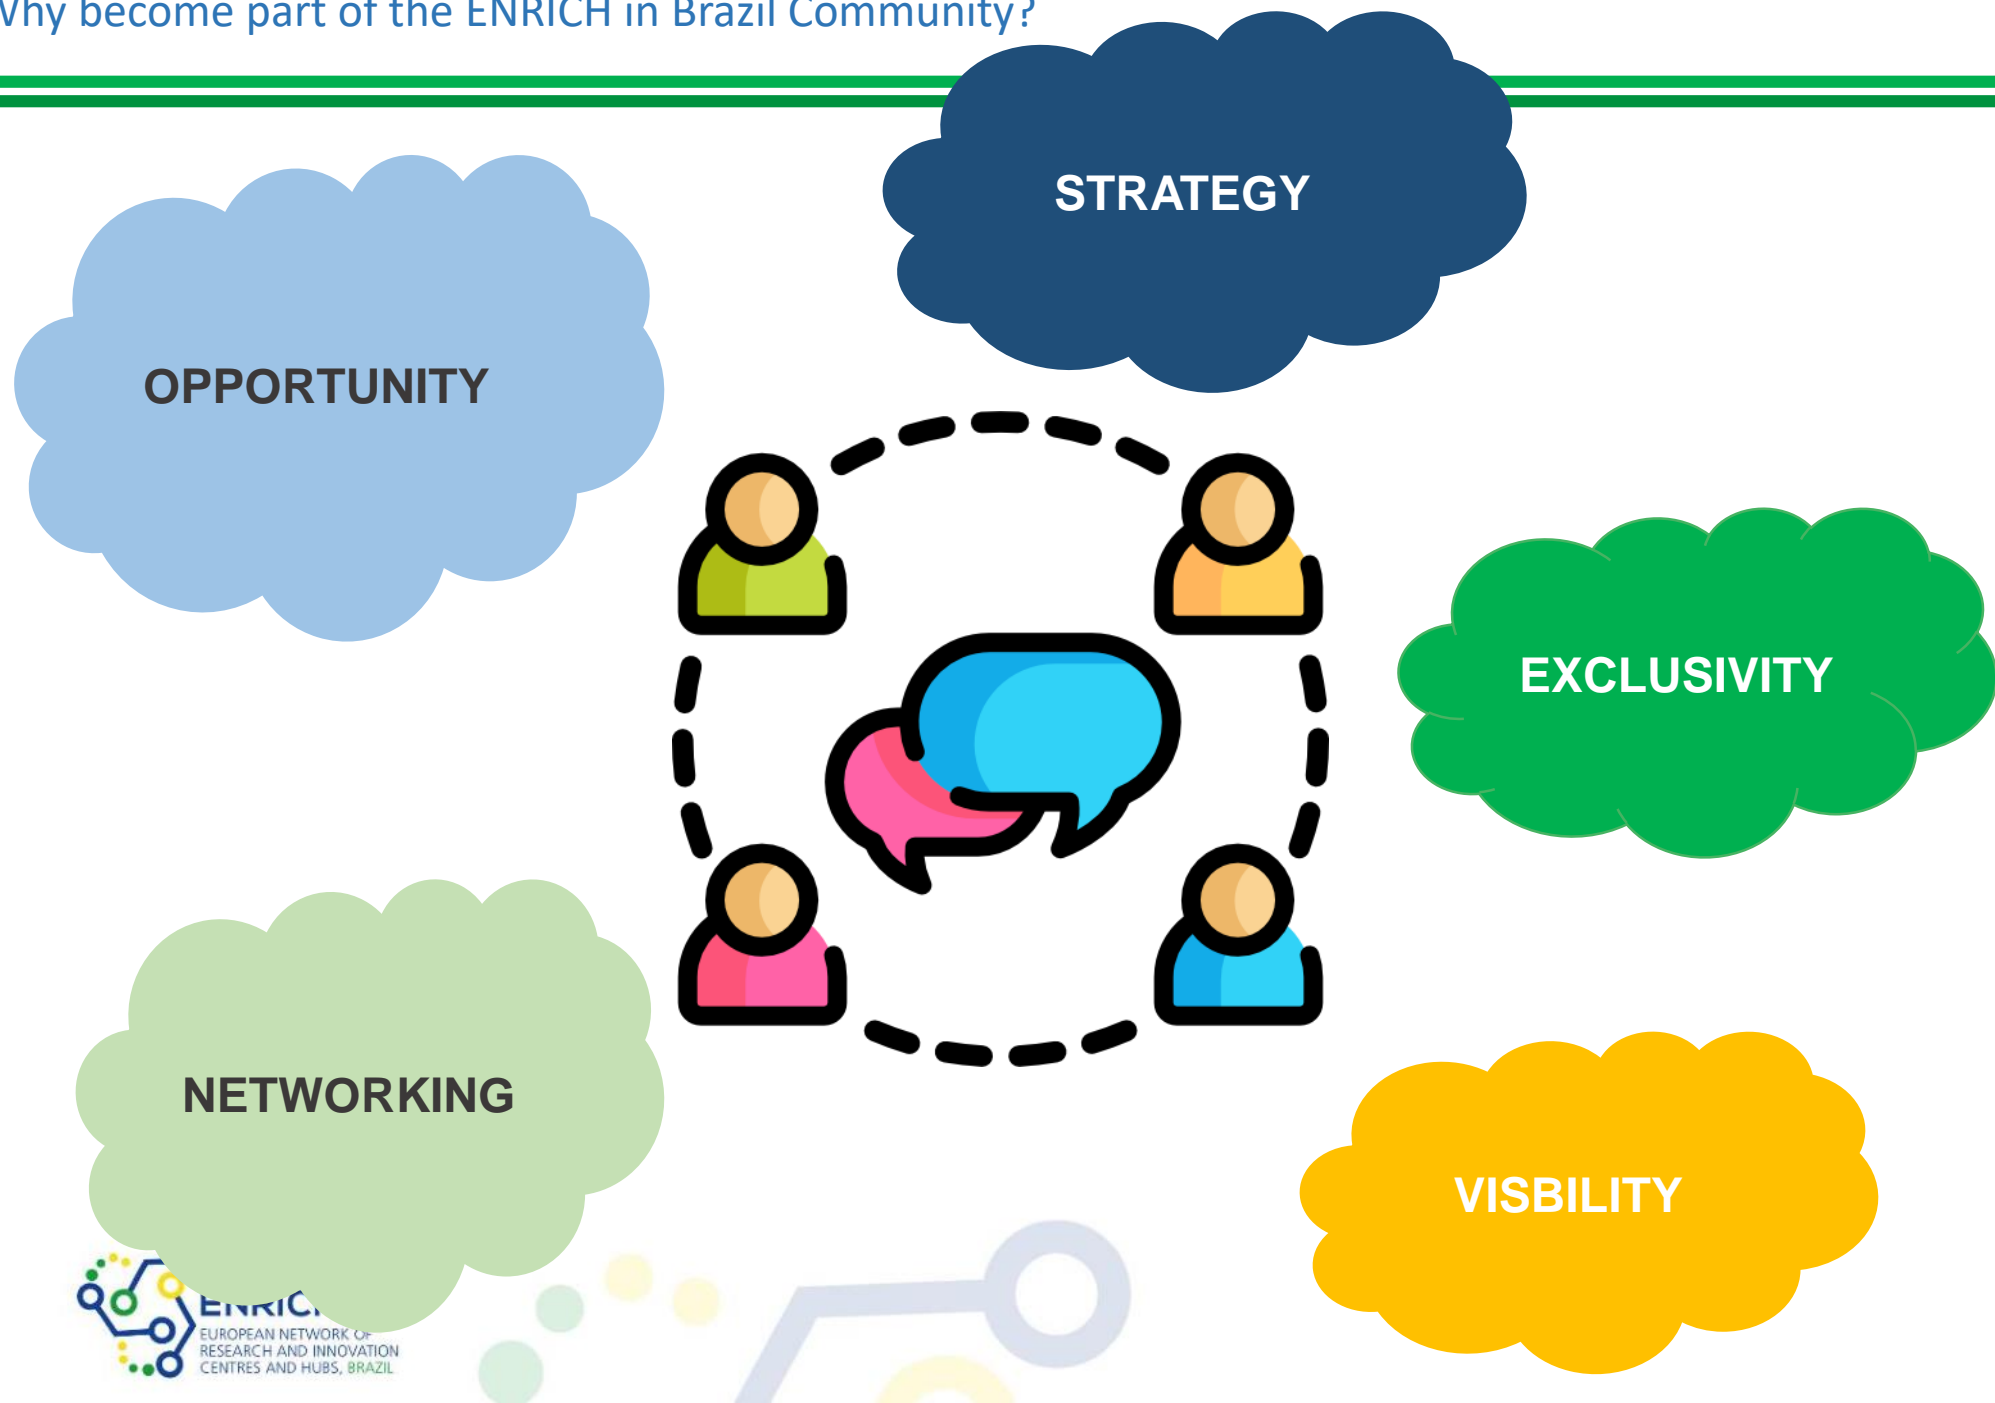 Why become part of the ENRICH in Brazil Community?
STRATEGY
OPPORTUNITY
EXCLUSIVITY
NETWORKING
VISBILITY
EUROPEAN NETWORK OF
RESEARCH AND INNOVATION
CENTRES AND HUBS, BRAZIL